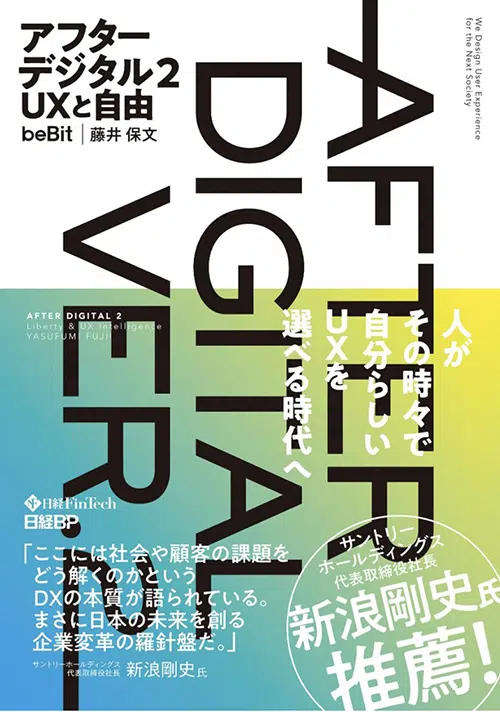 アフター
デジタル2
UXと自由
beBit | 藤井 保文
We Design User Experience
for the Next Society
AFTER
DIGITAL
VER.2
AFTER DIGITAL 2
Liberty & UX Intelligence
YASUFUMI FUJII
人が
その時々で
自分らしい
UXを
選べる時代へ
日経FinTech
日経BP
「ここには社会や顧客の課題を
どう解くのかという
DXの本質が語られている。
まさに日本の未来を創る
企業変革の羅針盤だ。」
サントリーホールディングス
代表取締役社長 新浪剛史氏
サントリー
ホールディングス
代表取締役社長
新浪剛史氏
推薦！